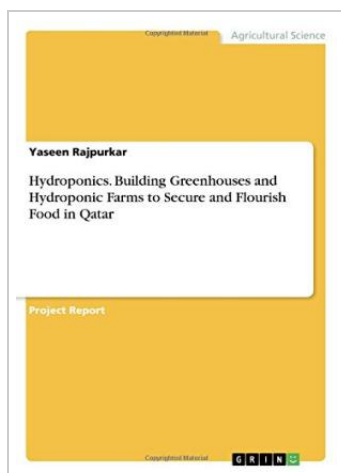 Copyrighted Material
Agricultural Science
Yaseen Rajpurkar
Hydroponics. Building Greenhouses and
Hydroponic Farms to Secure and Flourish
Food in Qatar
Project Report
Copyrighted Material
GRIN